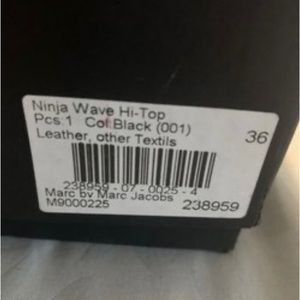 Ninja Wave Hi-Top
Pcs:1 Col:Black (001)
Leather, other Textils
36
238959 - 07 - 0025 - 4
Marc by Marc Jacobs
M9000225
238959